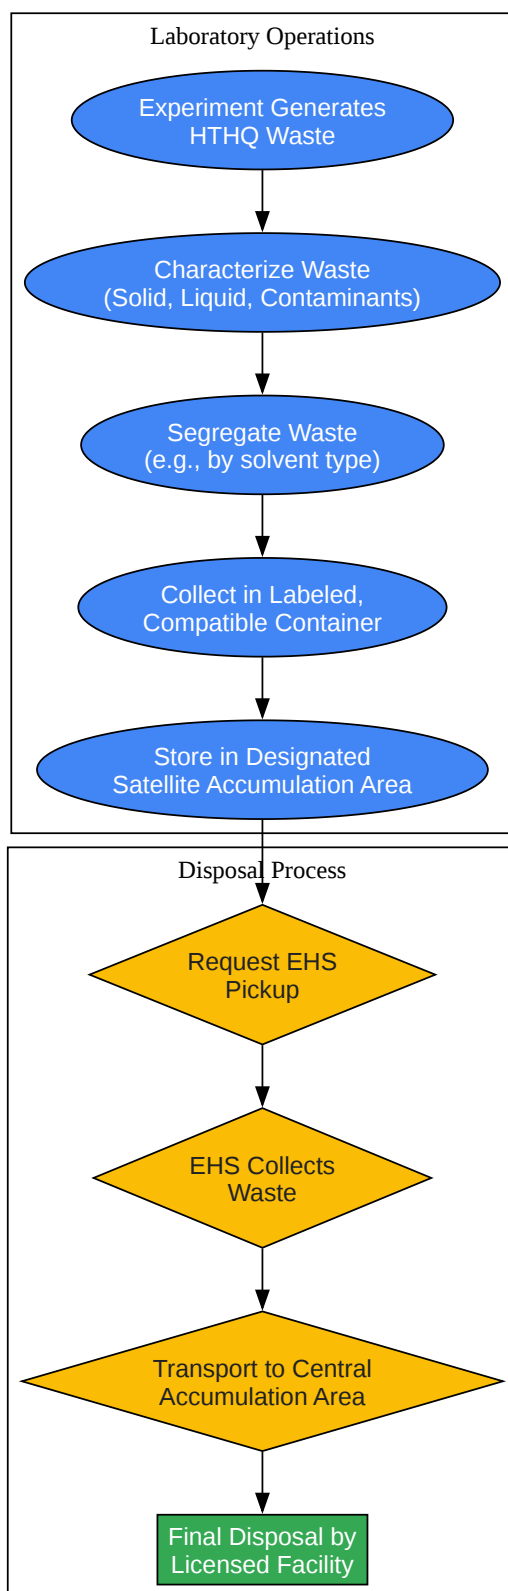 Laboratory Operations
Experiment Generates
HTHQ Waste
Characterize Waste
(Solid, Liquid, Contaminants)
Segregate Waste
(e.g., by solvent type)
Collect in Labeled,
Compatible Container
Store in Designated
Satellite Accumulation Area
Disposal Process
Request EHS
Pickup
EHS Collects
Waste
Transport to Central
Accumulation Area
Final Disposal by
Licensed Facility